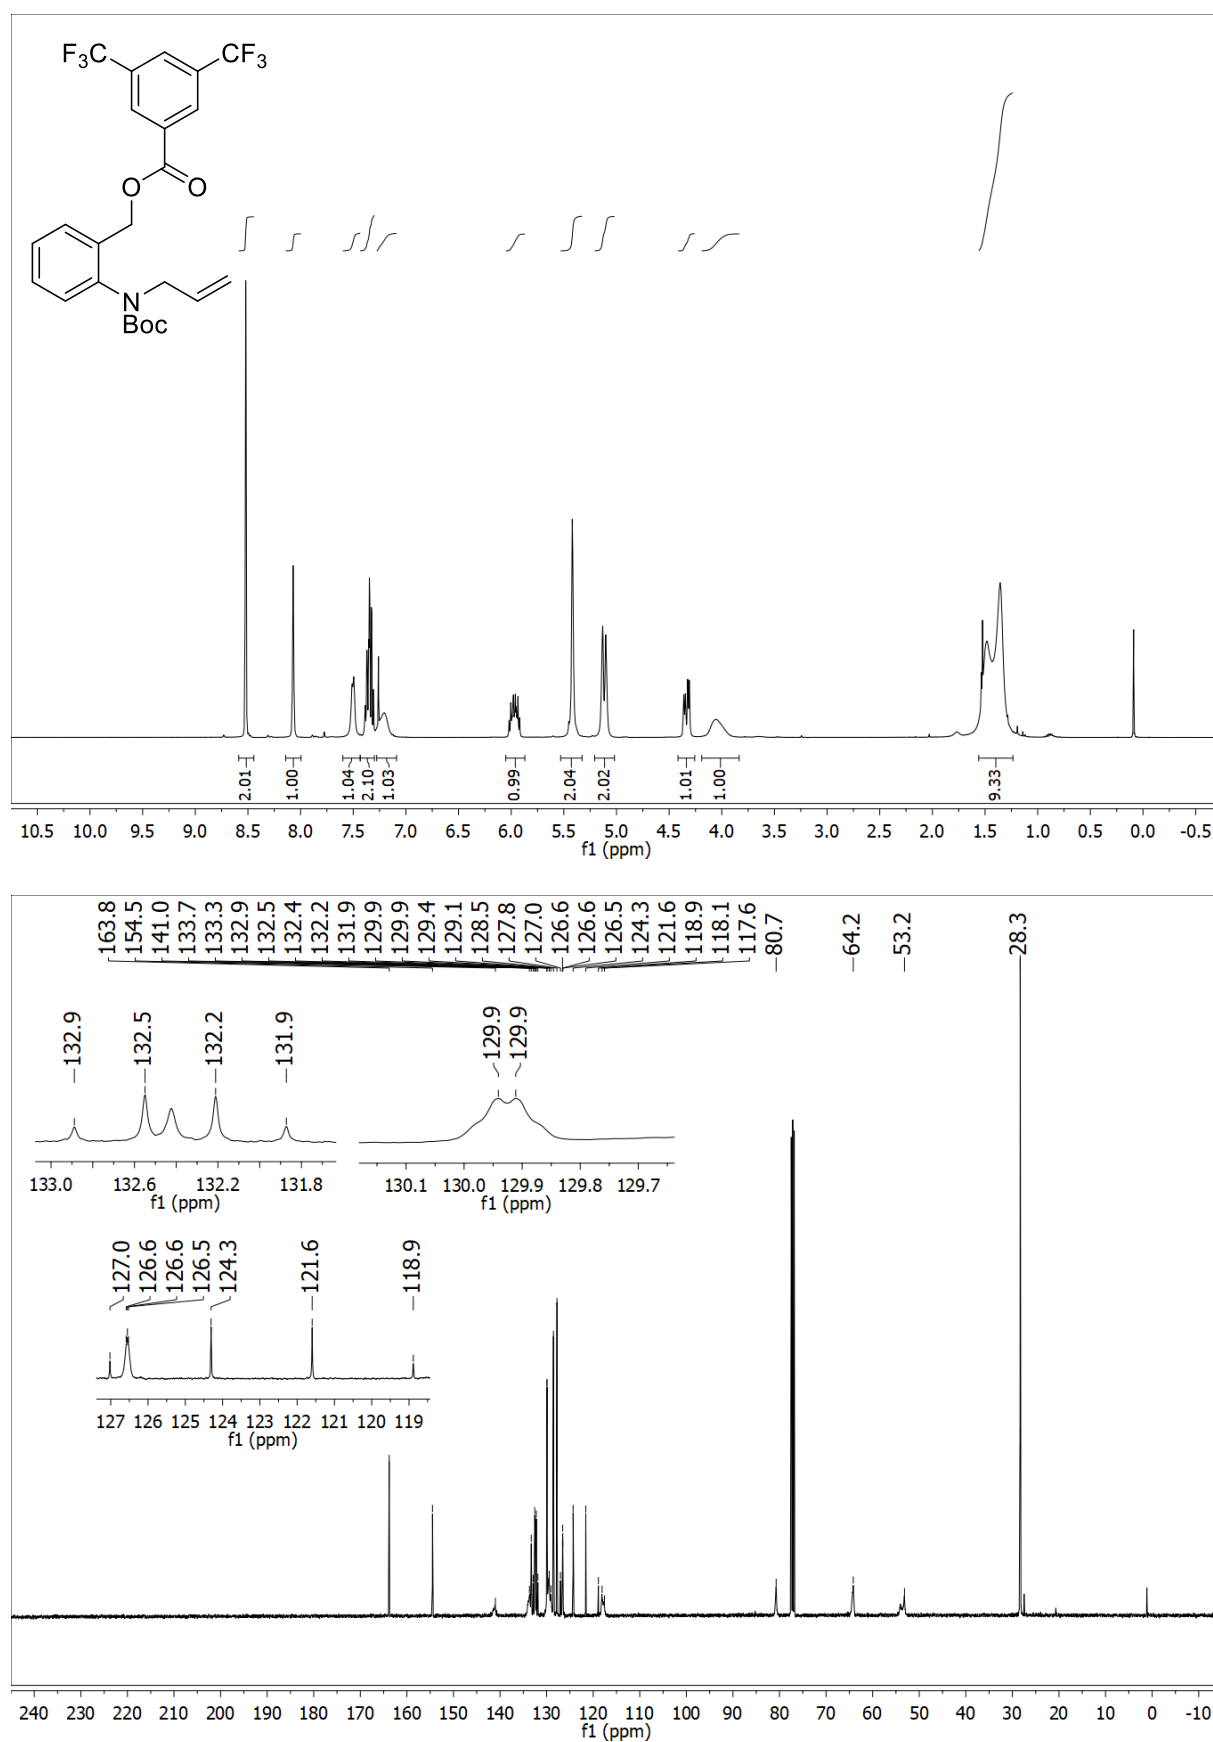 F3C CF3
O
O
N
Boc
2.01 1.00 1.04 2.10 1.03 0.99 2.04 2.02 1.01 1.00 9.33
10.5 10.0 9.5 9.0 8.5 8.0 7.5 7.0 6.5 6.0 5.5 5.0 4.5 4.0 3.5 3.0 2.5 2.0 1.5 1.0 0.5 0.0 -0.5
f1 (ppm)
163.8 154.5 141.0 133.7 133.3 132.9 132.5 132.4 132.2 131.9 129.9 129.9 129.4 129.1 128.5 127.8 127.0 126.6 126.6 126.5 124.3 121.6 118.9 118.1 117.6 80.7 64.2 53.2 28.3
132.9 132.5 132.2 131.9
133.0 132.6 132.2 131.8
f1 (ppm)
129.9 129.9
130.1 130.0 129.9 129.8 129.7
f1 (ppm)
127.0 126.6 126.6 126.5 124.3 121.6 118.9
127 126 125 124 123 122 121 120 119
f1 (ppm)
240 230 220 210 200 190 180 170 160 150 140 130 120 110 100 90 80 70 60 50 40 30 20 10 0 -10
f1 (ppm)